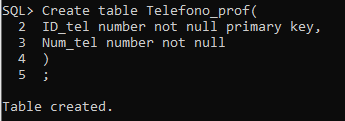 SQL> Create table Telefono_prof(
  2  ID_tel number not null primary key,
  3  Num_tel number not null
  4  )
  5  ;
Table created.